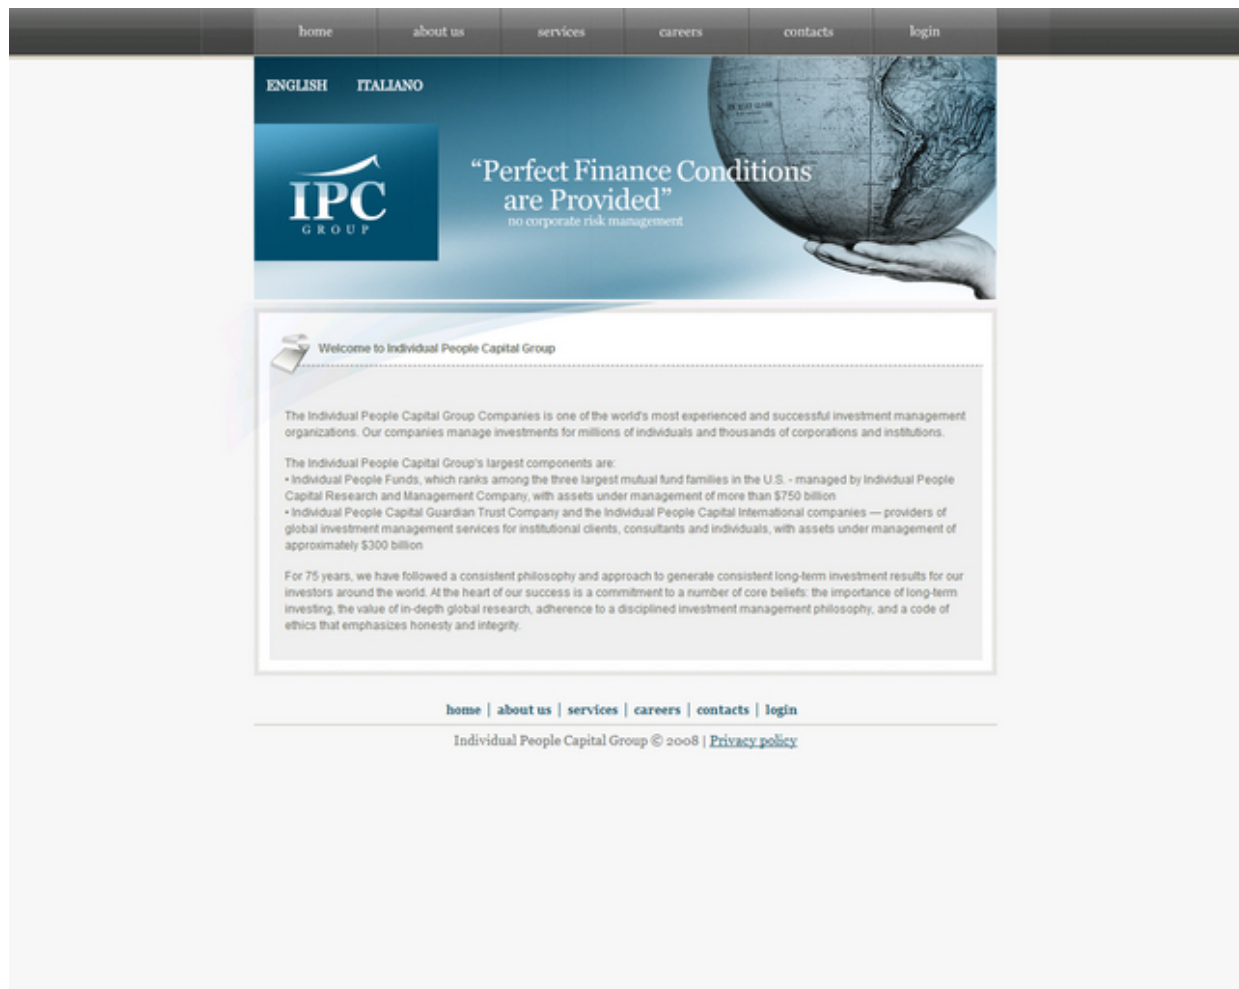 home about us services careers contacts login
ENGLISH ITALIANO
IPC
GROUP
“Perfect Finance Conditions
are Provided”
no corporate risk management
Welcome to Individual People Capital Group
The Individual People Capital Group Companies is one of the world's most experienced and successful investment management
organizations. Our companies manage investments for millions of individuals and thousands of corporations and institutions.
The Individual People Capital Group's largest components are:
• Individual People Funds, which ranks among the three largest mutual fund families in the U.S. - managed by Individual People
Capital Research and Management Company, with assets under management of more than $750 billion
• Individual People Capital Guardian Trust Company and the Individual People Capital International companies — providers of
global investment management services for institutional clients, consultants and individuals, with assets under management of
approximately $300 billion
For 75 years, we have followed a consistent philosophy and approach to generate consistent long-term investment results for our
investors around the world. At the heart of our success is a commitment to a number of core beliefs: the importance of long-term
investing, the value of in-depth global research, adherence to a disciplined investment management philosophy, and a code of
ethics that emphasizes honesty and integrity.
home | about us | services | careers | contacts | login
Individual People Capital Group © 2008 | Privacy policy